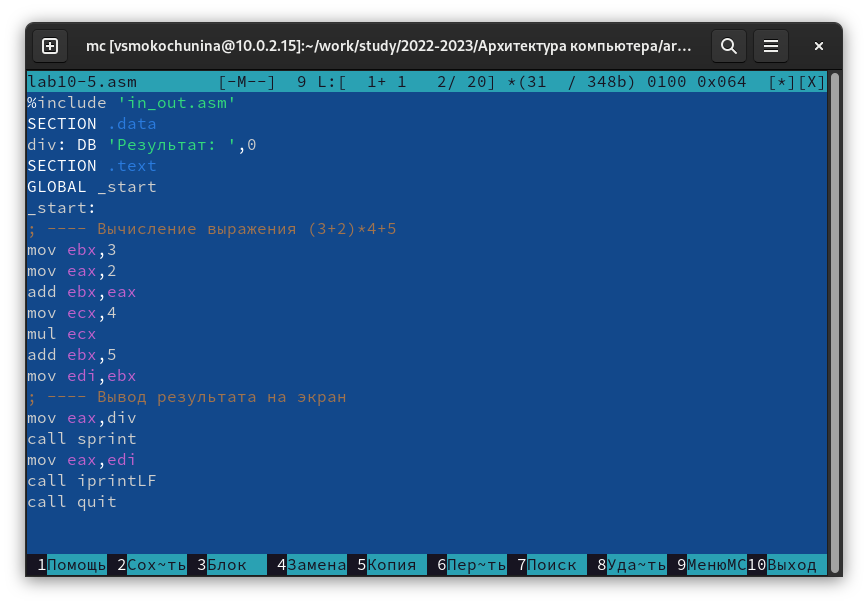 mc [vsmokochunina@10.0.2.15]:~/work/study/2022-2023/Архитектура компьютера/ar…
lab10-5.asm [-M--] 9 L:[ 1+ 1 2/ 20] *(31 / 348b) 0100 0x064 [*][X]
%include 'in_out.asm'
SECTION .data
div: DB 'Результат: ',0
SECTION .text
GLOBAL _start
_start:
; ---- Вычисление выражения (3+2)*4+5
mov ebx,3
mov eax,2
add ebx,eax
mov ecx,4
mul ecx
add ebx,5
mov edi,ebx
; ---- Вывод результата на экран
mov eax,div
call sprint
mov eax,edi
call iprintLF
call quit
1Помощь 2Сох~ть 3Блок 4Замена 5Копия 6Пер~ть 7Поиск 8Уда~ть 9МенюMC 10Выход